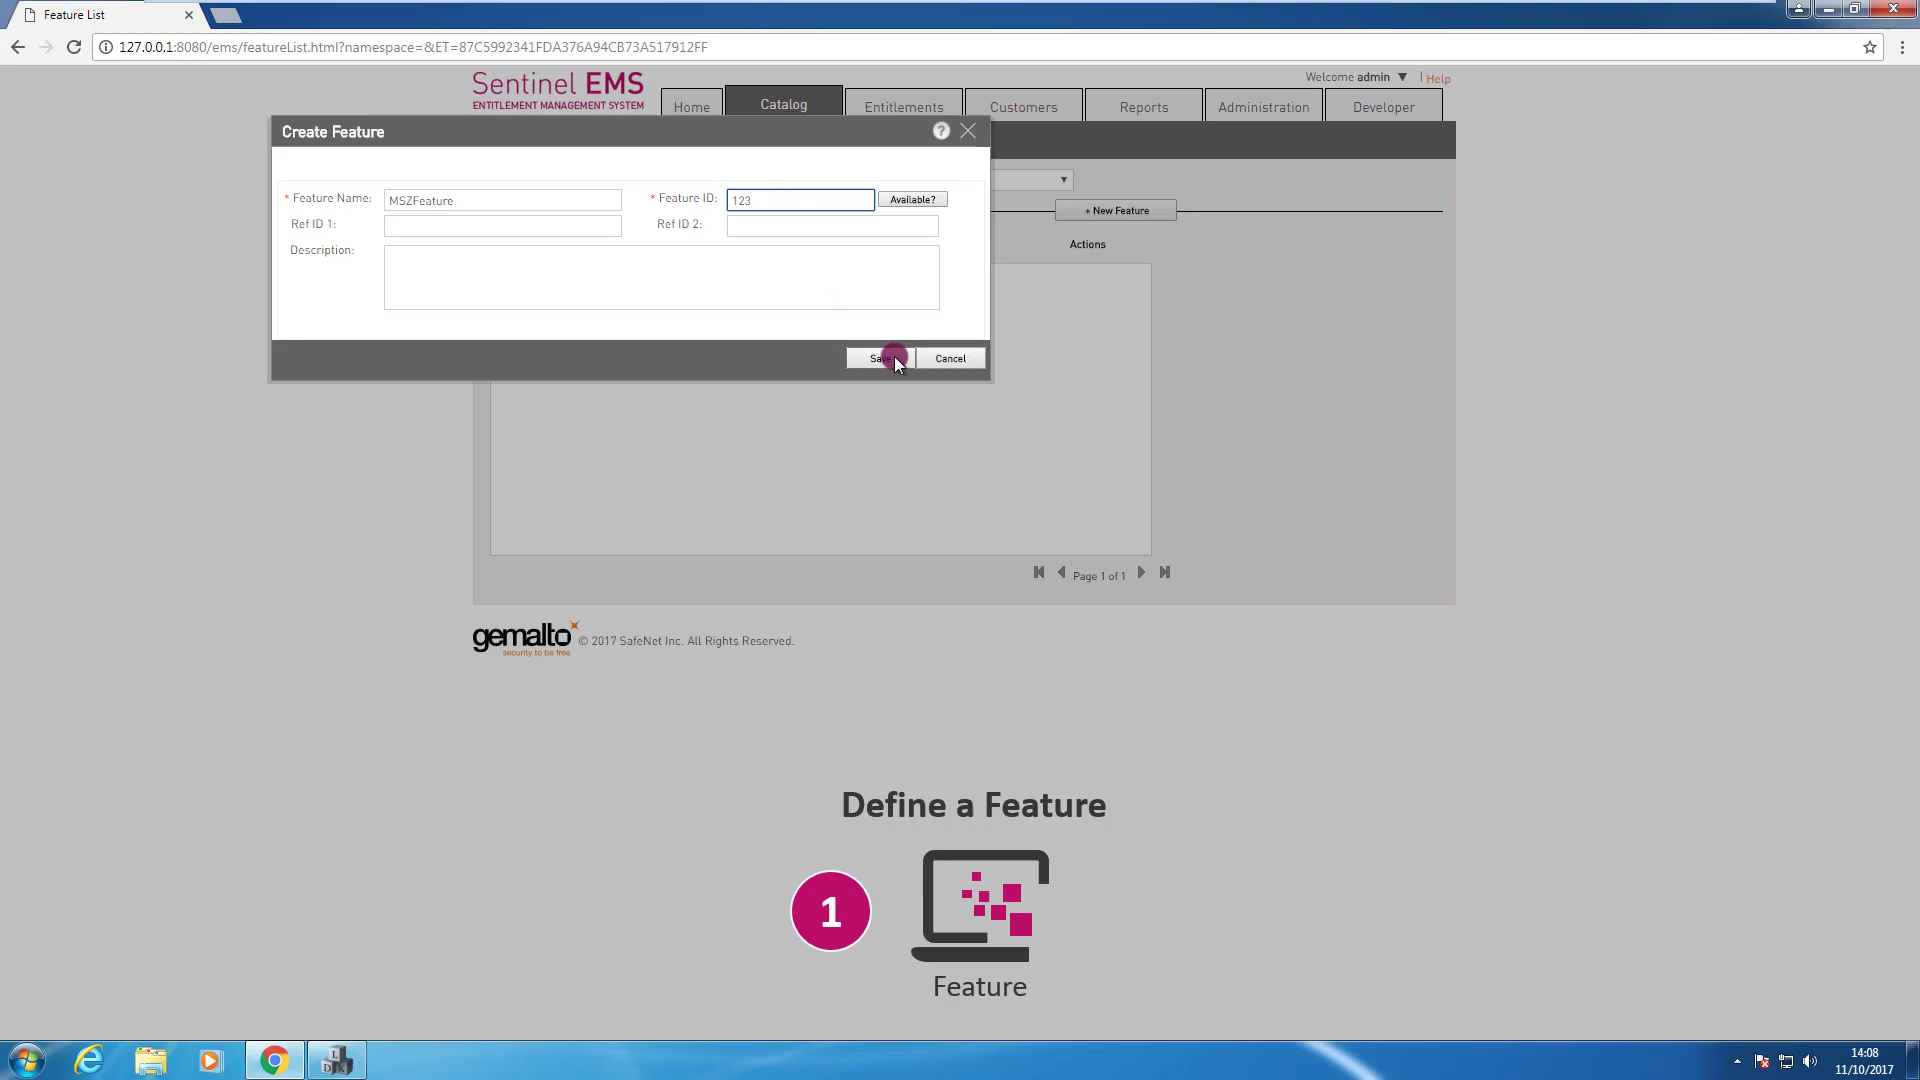 Feature List
127.0.0.1:8080/ems/featureList.html?namespace=&ET=87C5992341FDA376A94CB73A517912FF
Sentinel EMS
ENTITLEMENT MANAGEMENT SYSTEM
Welcome admin ▼ | Help
Home Catalog Entitlements Customers Reports Administration Developer
Create Feature ?
* Feature Name: MSZFeature * Feature ID: 123 Available?
Ref ID 1: Ref ID 2:
Description:
Save Cancel
+ New Feature
Actions
Page 1 of 1
gemalto
security to be free
© 2017 SafeNet Inc. All Rights Reserved.
Define a Feature
1
Feature
L
D K
14:08
11/10/2017